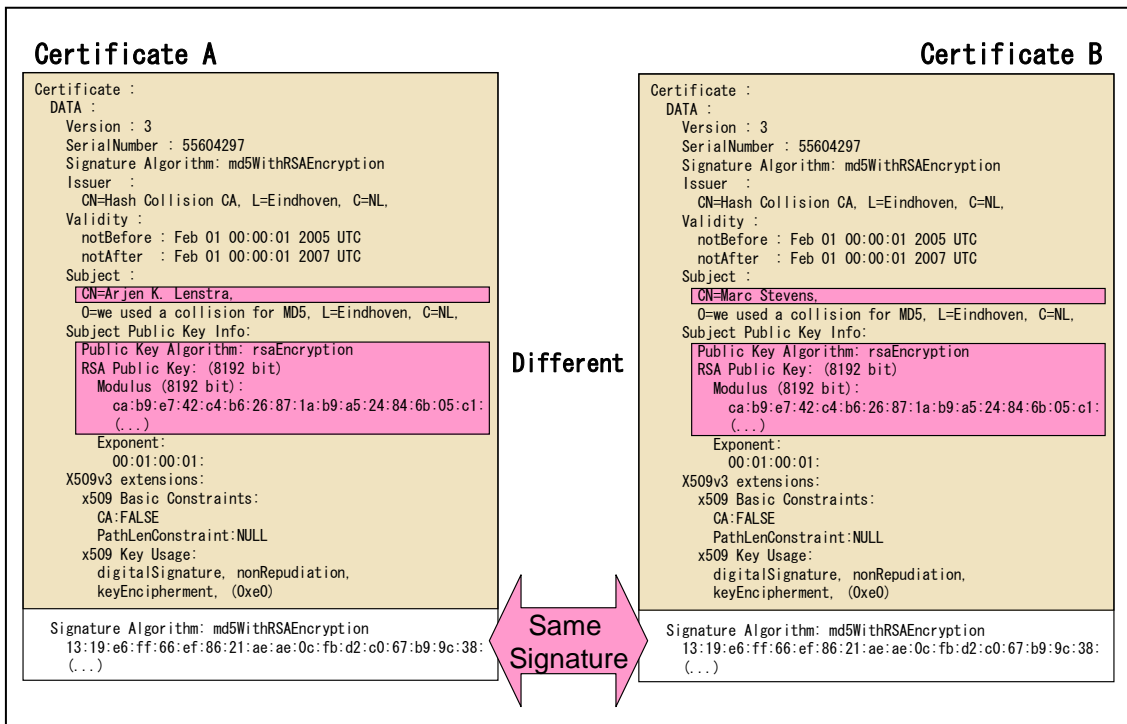 Certificate A
Certificate :
DATA :
Version : 3
SerialNumber : 55604297
Signature Algorithm: md5WithRSAEncryption
Issuer :
CN=Hash Collision CA, L=Eindhoven, C=NL,
Validity :
notBefore : Feb 01 00:00:01 2005 UTC
notAfter : Feb 01 00:00:01 2007 UTC
Subject :
CN=Arjen K. Lenstra,
O=we used a collision for MD5, L=Eindhoven, C=NL,
Subject Public Key Info:
Public Key Algorithm: rsaEncryption
RSA Public Key: (8192 bit)
Modulus (8192 bit):
ca:b9:e7:42:c4:b6:26:87:1a:b9:a5:24:84:6b:05:c1:
(...)
Exponent:
00:01:00:01:
X509v3 extensions:
x509 Basic Constraints:
CA:FALSE
PathLenConstraint:NULL
x509 Key Usage:
digitalSignature, nonRepudiation,
keyEncipherment, (0xe0)
Signature Algorithm: md5WithRSAEncryption
13:19:e6:ff:66:ef:86:21:ae:ae:0c:fb:d2:c0:67:b9:9c:38:
(...)
Different
Same
Signature
Certificate B
Certificate :
DATA :
Version : 3
SerialNumber : 55604297
Signature Algorithm: md5WithRSAEncryption
Issuer :
CN=Hash Collision CA, L=Eindhoven, C=NL,
Validity :
notBefore : Feb 01 00:00:01 2005 UTC
notAfter : Feb 01 00:00:01 2007 UTC
Subject :
CN=Marc Stevens,
O=we used a collision for MD5, L=Eindhoven, C=NL,
Subject Public Key Info:
Public Key Algorithm: rsaEncryption
RSA Public Key: (8192 bit)
Modulus (8192 bit):
ca:b9:e7:42:c4:b6:26:87:1a:b9:a5:24:84:6b:05:c1:
(...)
Exponent:
00:01:00:01:
X509v3 extensions:
x509 Basic Constraints:
CA:FALSE
PathLenConstraint:NULL
x509 Key Usage:
digitalSignature, nonRepudiation,
keyEncipherment, (0xe0)
Signature Algorithm: md5WithRSAEncryption
13:19:e6:ff:66:ef:86:21:ae:ae:0c:fb:d2:c0:67:b9:9c:38:
(...)